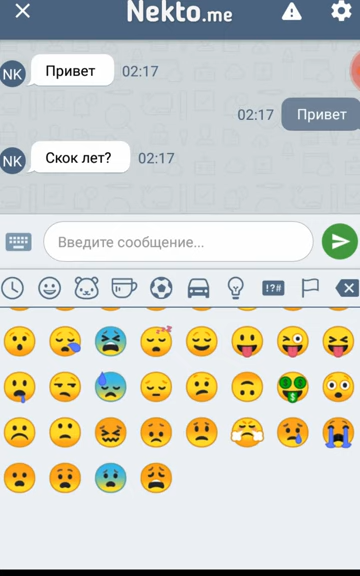 Nekto.me
NK Привет 02:17
02:17 Привет
NK Скок лет? 02:17
Введите сообщение...
!?#